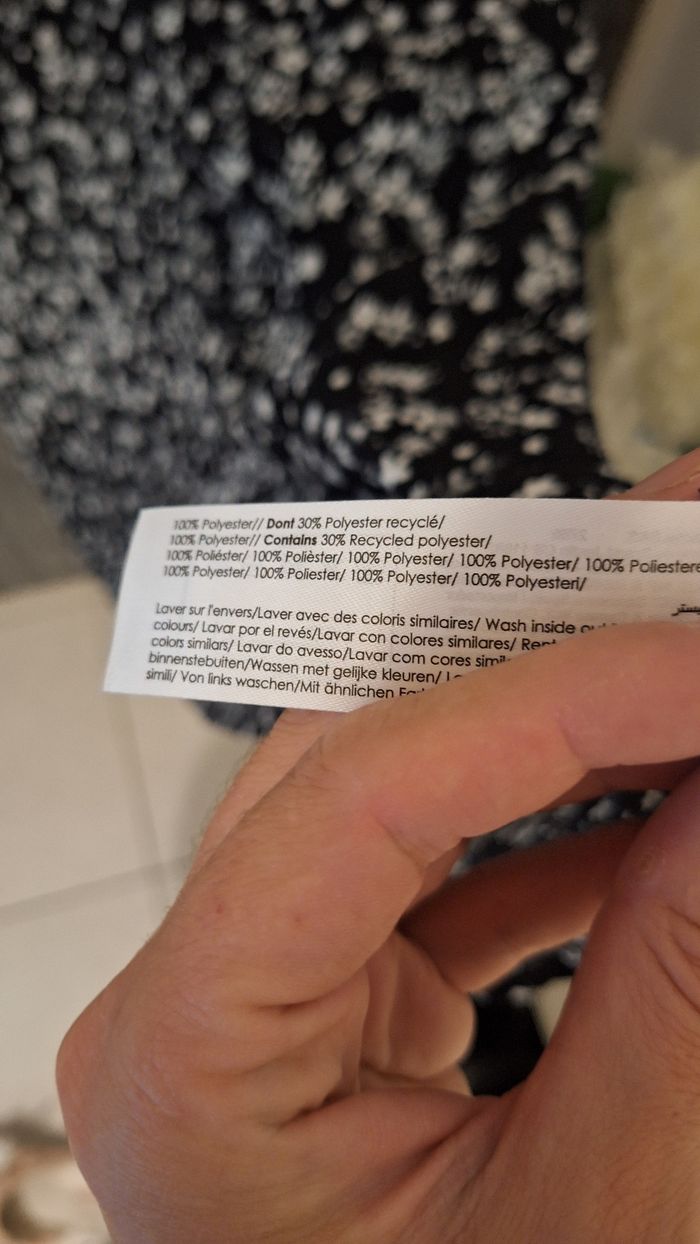 100% Polyester// Dont 30% Polyester recyclé/
100% Polyester// Contains 30% Recycled polyester/
100% Poliéster/ 100% Polièster/ 100% Polyester/ 100% Polyester/ 100% Poliestere
100% Polyester/ 100% Poliester/ 100% Polyester/ 100% Polyesteri/
Laver sur l'envers/Laver avec des coloris similaires/ Wash inside
colours/ Lavar por el revés/Lavar con colores similares/
colors similars/ Lavar do avesso/Lavar com cores
binnenstebuiten/Wassen met gelijke kleuren/
simili/ Von links waschen/Mit ähnlichen